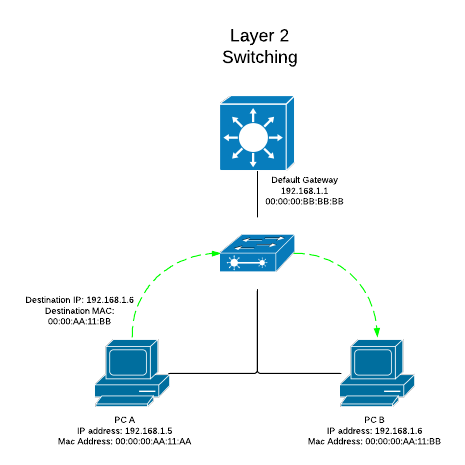 Layer 2
Switching
Default Gateway
192.168.1.1
00:00:00:BB:BB:BB
Destination IP: 192.168.1.6
Destination MAC:
00:00:AA:11:BB
PC A
IP address: 192.168.1.5
Mac Address: 00:00:00:AA:11:AA
PC B
IP address: 192.168.1.6
Mac Address: 00:00:00:AA:11:BB